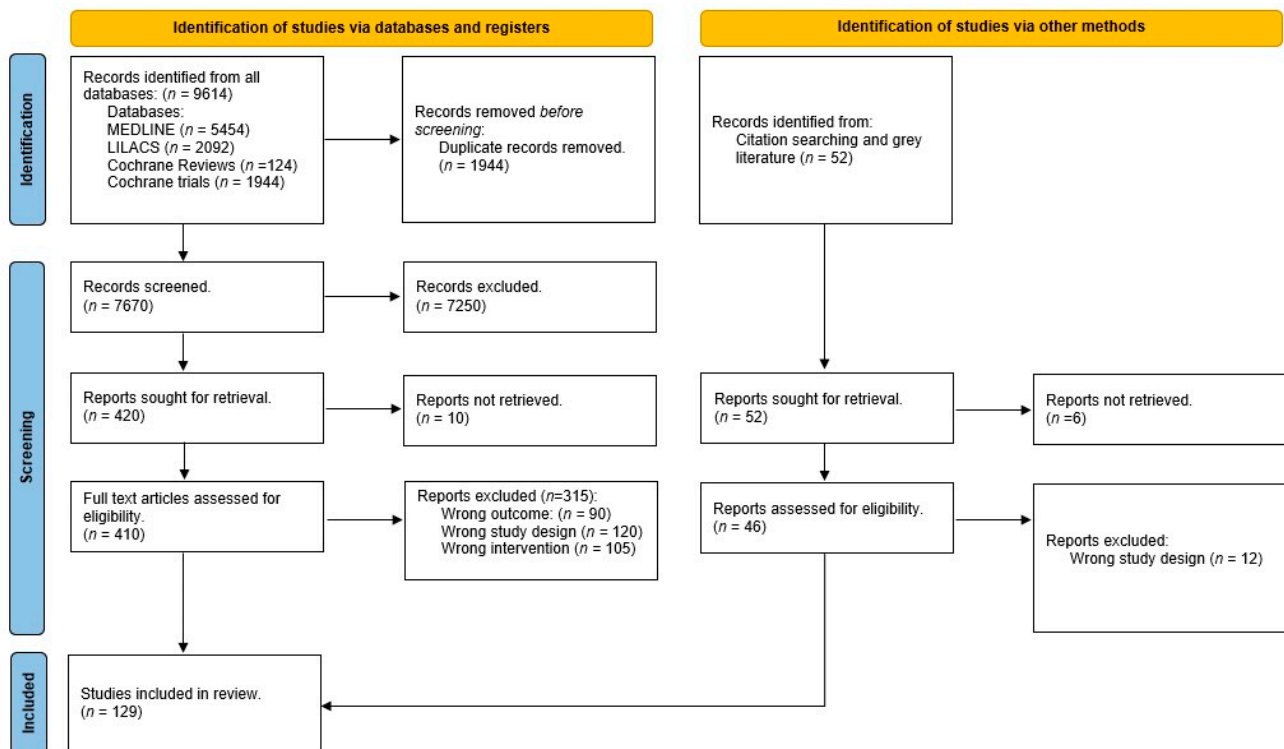 Identification of studies via databases and registers
Identification of studies via other methods
Identification
Records identified from all
databases: (n = 9614)
Databases:
MEDLINE (n = 5454)
LILACS (n = 2092)
Cochrane Reviews (n =124)
Cochrane trials (n = 1944)
Records removed before
screening:
Duplicate records removed.
(n = 1944)
Records identified from:
Citation searching and grey
literature (n = 52)
Screening
Records screened.
(n = 7670)
Records excluded.
(n = 7250)
Reports sought for retrieval.
(n = 420)
Reports not retrieved.
(n = 10)
Reports sought for retrieval.
(n = 52)
Reports not retrieved.
(n =6)
Full text articles assessed for
eligibility.
(n = 410)
Reports excluded (n=315):
Wrong outcome: (n = 90)
Wrong study design (n = 120)
Wrong intervention (n = 105)
Reports assessed for eligibility.
(n = 46)
Reports excluded:
Wrong study design (n = 12)
Included
Studies included in review.
(n = 129)